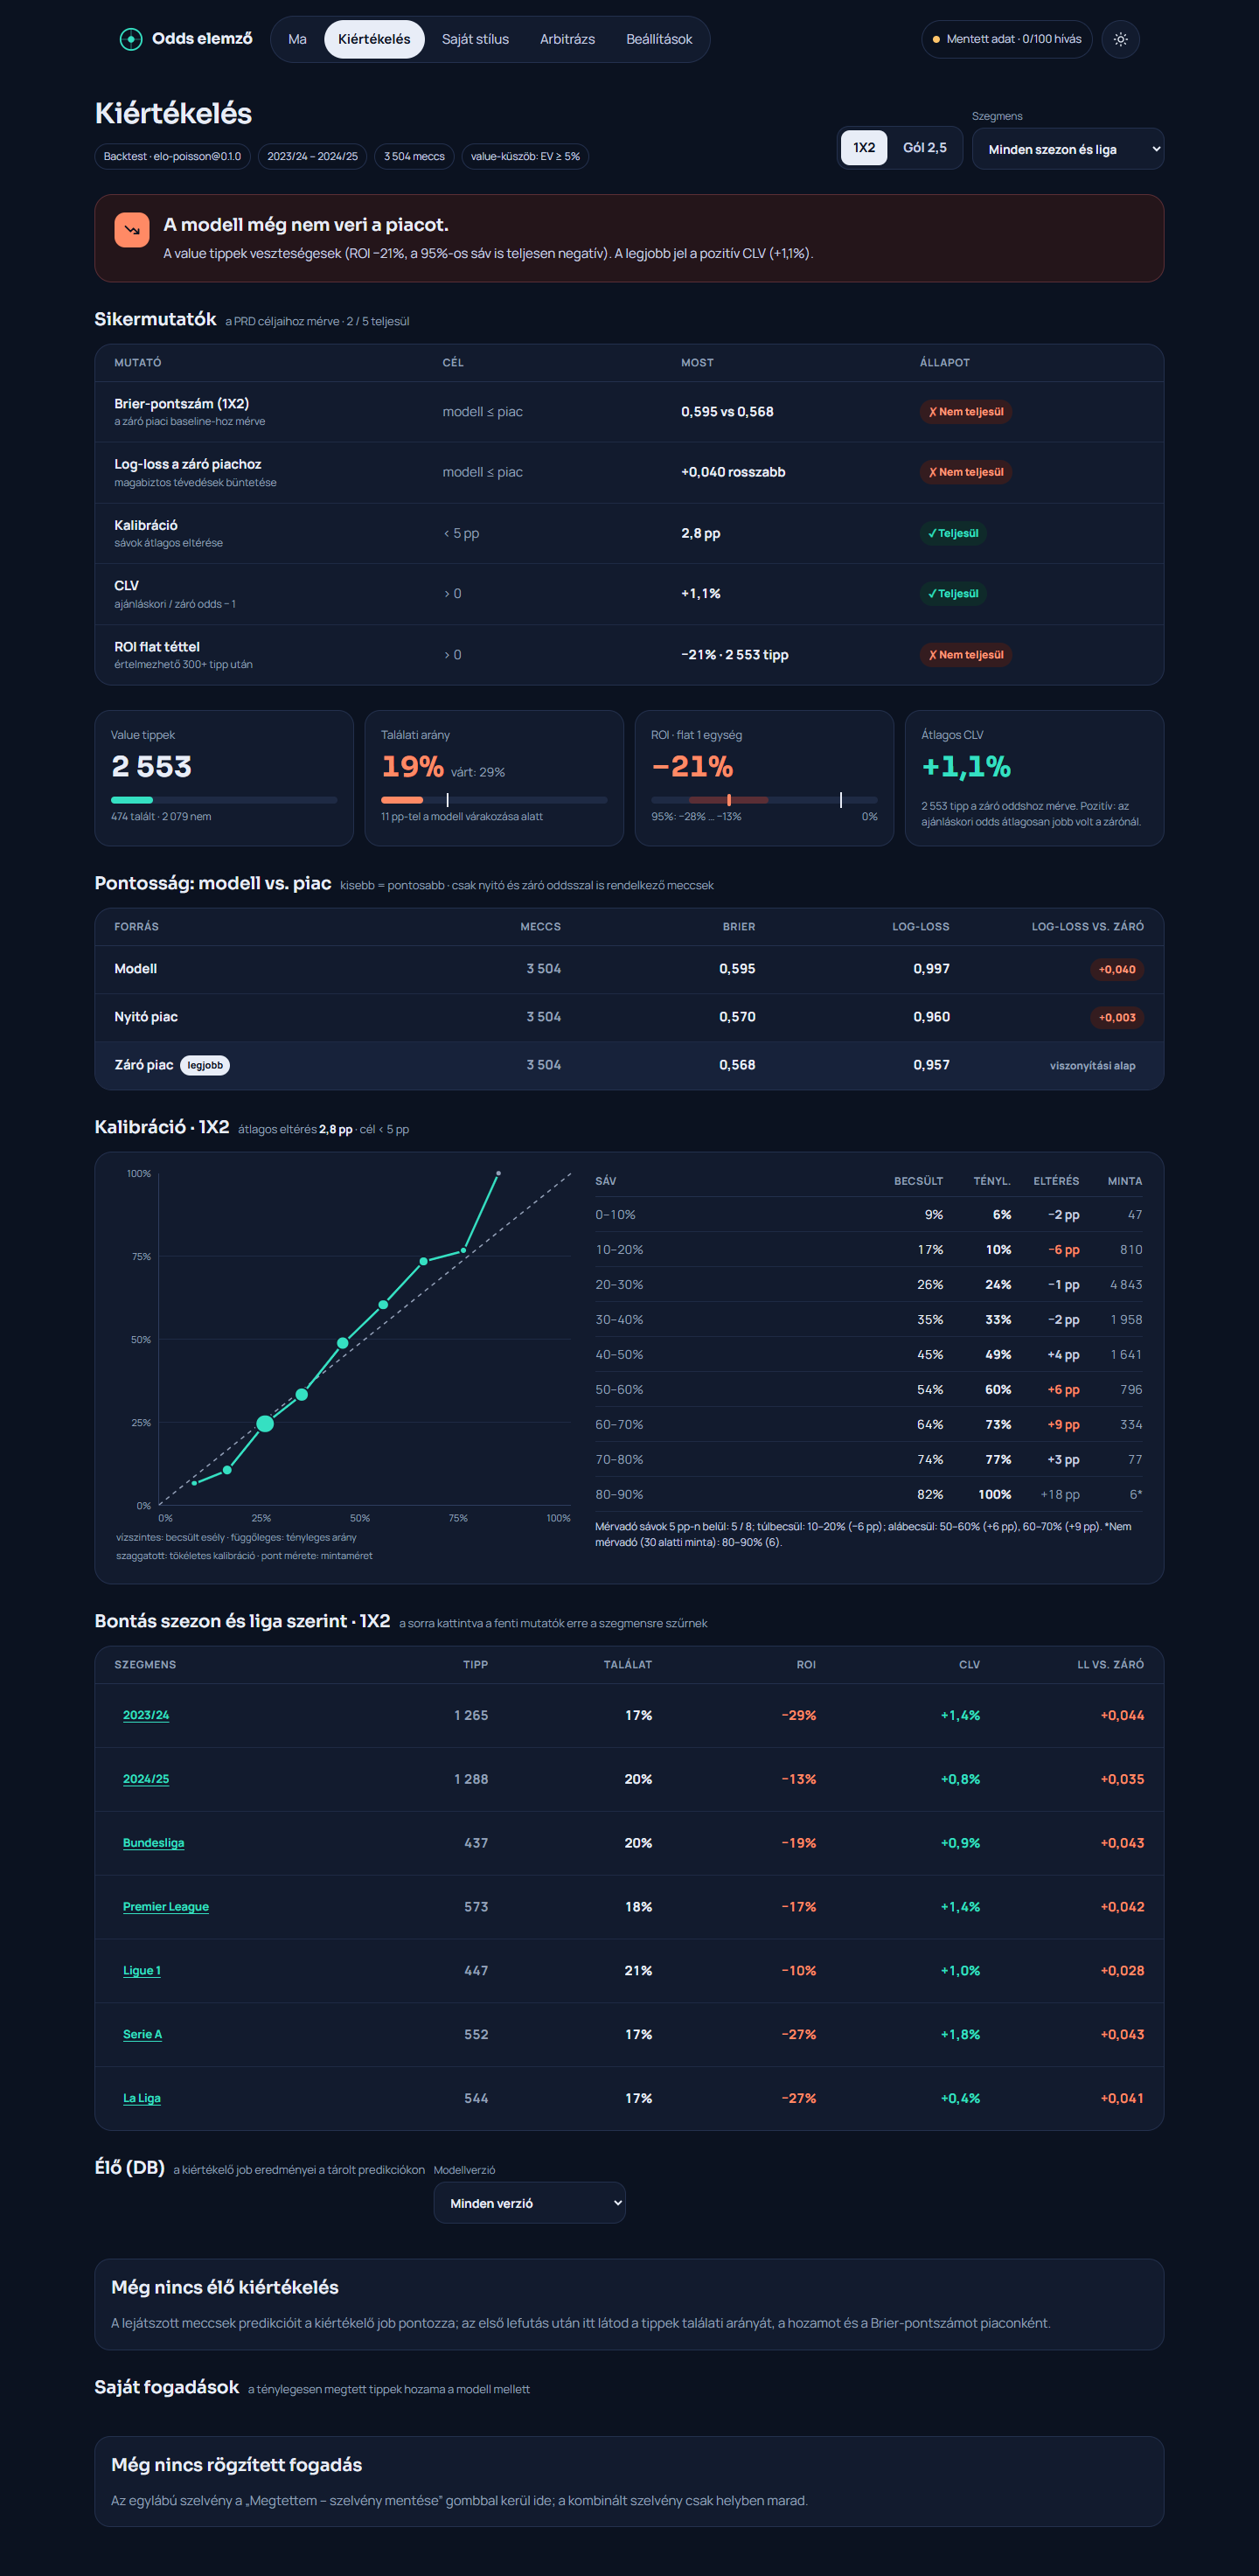 Odds elemző
Ma
Kiértékelés
Saját stílus
Arbitrázs
Beállítások
Mentett adat · 0/100 hívás
Kiértékelés
Backtest · elo-poisson@0.1.0
2023/24 – 2024/25
3 504 meccs
value-küszöb: EV ≥ 5%
1X2
Gól 2,5
Szegmens
Minden szezon és liga
A modell még nem veri a piacot.
A value tippek veszteségesek (ROI −21%, a 95%-os sáv is teljesen negatív). A legjobb jel a pozitív CLV (+1,1%).
Sikermutatók a PRD céljaihoz mérve · 2 / 5 teljesül
MUTATÓ CÉL MOST ÁLLAPOT
Brier-pontszám (1X2)
a záró piaci baseline-hoz mérve
modell ≤ piac
0,595 vs 0,568
✗ Nem teljesül
Log-loss a záró piachoz
magabiztos tévedések büntetése
modell ≤ piac
+0,040 rosszabb
✗ Nem teljesül
Kalibráció
sávok átlagos eltérése
< 5 pp
2,8 pp
✓ Teljesül
CLV
ajánláskori / záró odds − 1
> 0
+1,1%
✓ Teljesül
ROI flat téttel
értelmezhető 300+ tipp után
> 0
−21% · 2 553 tipp
✗ Nem teljesül
Value tippek
2 553
474 talált · 2 079 nem
Találati arány
19% várt: 29%
11 pp-tel a modell várakozása alatt
ROI · flat 1 egység
−21%
95%: −28% … −13% 0%
Átlagos CLV
+1,1%
2 553 tipp a záró oddshoz mérve. Pozitív: az
ajánláskori odds átlagosan jobb volt a zárónál.
Pontosság: modell vs. piac kisebb = pontosabb · csak nyitó és záró oddsszal is rendelkező meccsek
FORRÁS MECCS BRIER LOG-LOSS LOG-LOSS VS. ZÁRÓ
Modell 3 504 0,595 0,997 +0,040
Nyitó piac 3 504 0,570 0,960 +0,003
Záró piac legjobb 3 504 0,568 0,957 viszonyítási alap
Kalibráció · 1X2 átlagos eltérés 2,8 pp · cél < 5 pp
100%
75%
50%
25%
0%
0% 25% 50% 75% 100%
vízszintes: becsült esély · függőleges: tényleges arány
szaggatott: tökéletes kalibráció · pont mérete: mintaméret
SÁV BECSÜLT TÉNYL. ELTÉRÉS MINTA
0–10% 9% 6% −2 pp 47
10–20% 17% 10% −6 pp 810
20–30% 26% 24% −1 pp 4 843
30–40% 35% 33% −2 pp 1 958
40–50% 45% 49% +4 pp 1 641
50–60% 54% 60% +6 pp 796
60–70% 64% 73% +9 pp 334
70–80% 74% 77% +3 pp 77
80–90% 82% 100% +18 pp 6*
Mérvadó sávok 5 pp-n belül: 5 / 8; túlbecsül: 10–20% (−6 pp); alábecsül: 50–60% (+6 pp), 60–70% (+9 pp). *Nem
mérvadó (30 alatti minta): 80–90% (6).
Bontás szezon és liga szerint · 1X2 a sorra kattintva a fenti mutatók erre a szegmensre szűrnek
SZEGMENS TIPP TALÁLAT ROI CLV LL VS. ZÁRÓ
2023/24 1 265 17% −29% +1,4% +0,044
2024/25 1 288 20% −13% +0,8% +0,035
Bundesliga 437 20% −19% +0,9% +0,043
Premier League 573 18% −17% +1,4% +0,042
Ligue 1 447 21% −10% +1,0% +0,028
Serie A 552 17% −27% +1,8% +0,043
La Liga 544 17% −27% +0,4% +0,041
Élő (DB) a kiértékelő job eredményei a tárolt predikciókon
Modellverzió
Minden verzió
Még nincs élő kiértékelés
A lejátszott meccsek predikcióit a kiértékelő job pontozza; az első lefutás után itt látod a tippek találati arányát, a hozamot és a Brier-pontszámot piaconként.
Saját fogadások a ténylegesen megtett tippek hozama a modell mellett
Még nincs rögzített fogadás
Az egylábú szelvény a „Megtettem – szelvény mentése” gombbal kerül ide; a kombinált szelvény csak helyben marad.